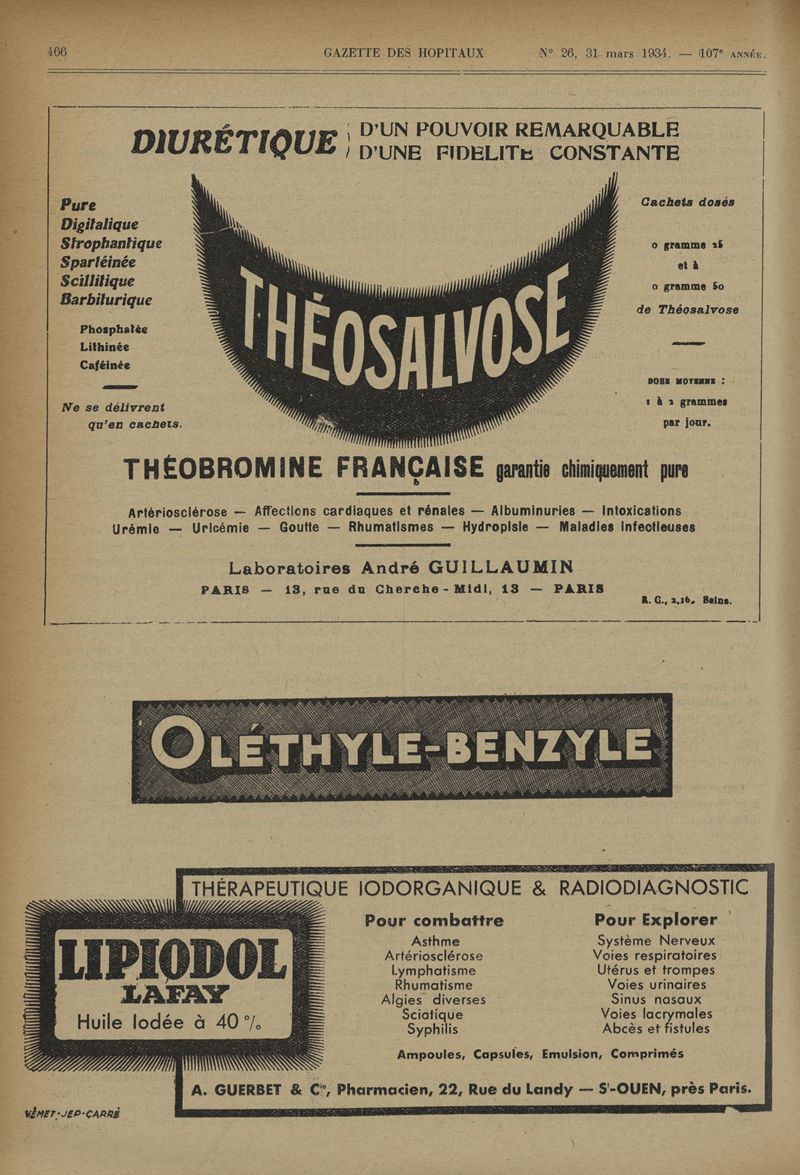 466 GAZETTE DES HOPITAUX N° 26, 31 mars 1934. — 107e ANNÉE.
DIURÉTIQUE D'UN POUVOIR REMARQUABLE
D'UNE FIDELITE CONSTANTE
Pure
Digitalique
Strophantique
Sparléinée
Scillitique
Barbiturique
Phosphatée
Lithinée
Caféinée
Ne se délivrent
qu'en cachets.
THÉOSALVOSE
Cachets dosés
0 gramme 25
et à
0 gramme 50
de Théosalvose
DOSE MOYENNE :
1 à 2 grammes
par jour.
THÉOBROMINE FRANÇAISE garantie chimiquement pure
Artériosclérose — Affections cardiaques et rénales — Albuminuries — Intoxications
Urémie — Uricémie — Goutte — Rhumatismes — Hydropisie — Maladies Infectieuses
Laboratoires André GUILLAUMIN
PARIS — 13, rue du Cherche-Midi, 13 — PARIS
R. C., Seine.
OLÉTHYLE-BENZYLE
THÉRAPEUTIQUE IODORGANIQUE & RADIODIAGNOSTIC
LIPIODOL
LAFAY
Huile Iodée à 40 %
Pour combattre
Asthme
Artériosclérose
Lymphatisme
Rhumatisme
Algies diverses
Sciatique
Syphilis
Pour Explorer
Système Nerveux
Voies respiratoires
Utérus et trompes
Voies urinaires
Sinus nasaux
Voies lacrymales
Abcès et fistules
Ampoules, Capsules, Emulsion, Comprimés
A. GUERBET & Cie, Pharmacien, 22, Rue du Landy — St-OUEN, près Paris.
VÉMET-JEP-CARRÉ